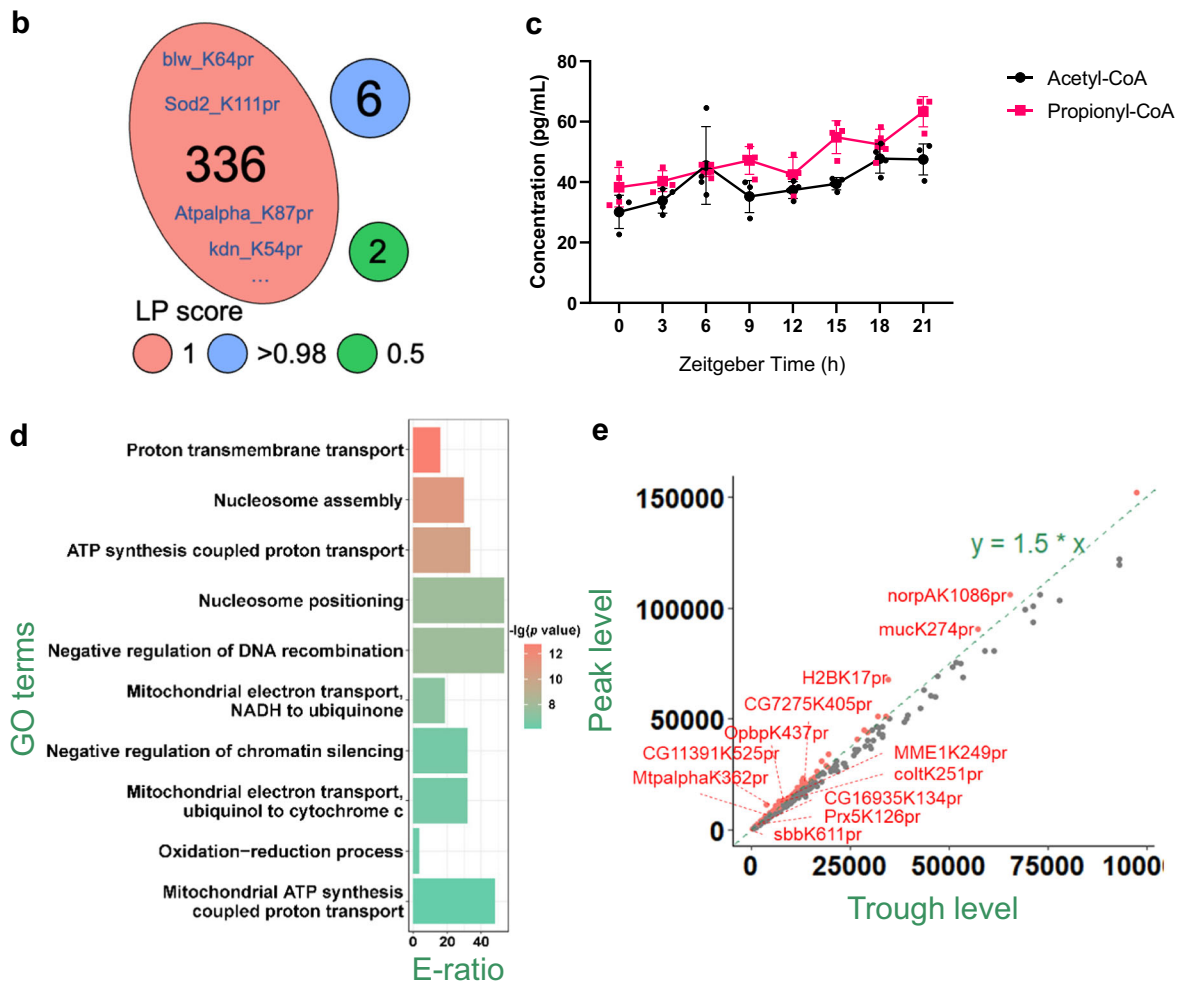 b
blw_K64pr
Sod2_K111pr
336
Atpalpha_K87pr
kdn_K54pr
...
6
2
LP score
1
>0.98
0.5
c
Concentration (pg/mL)
80
60
40
20
0
0 3 6 9 12 15 18 21
Zeitgeber Time (h)
Acetyl-CoA
Propionyl-CoA
d
GO terms
Proton transmembrane transport
Nucleosome assembly
ATP synthesis coupled proton transport
Nucleosome positioning
Negative regulation of DNA recombination
Mitochondrial electron transport,
NADH to ubiquinone
Negative regulation of chromatin silencing
Mitochondrial electron transport,
ubiquinol to cytochrome c
Oxidation−reduction process
Mitochondrial ATP synthesis
coupled proton transport
0 20 40
E-ratio
-lg(p value)
12
10
8
e
Peak level
150000
100000
50000
0
y = 1.5 * x
norpAK1086pr
mucK274pr
H2BK17pr
CG7275K405pr
OpbpK437pr
CG11391K525pr
MtpalphaK362pr
MME1K249pr
coltK251pr
CG16935K134pr
Prx5K126pr
sbbK611pr
0 25000 50000 75000 10000
Trough level